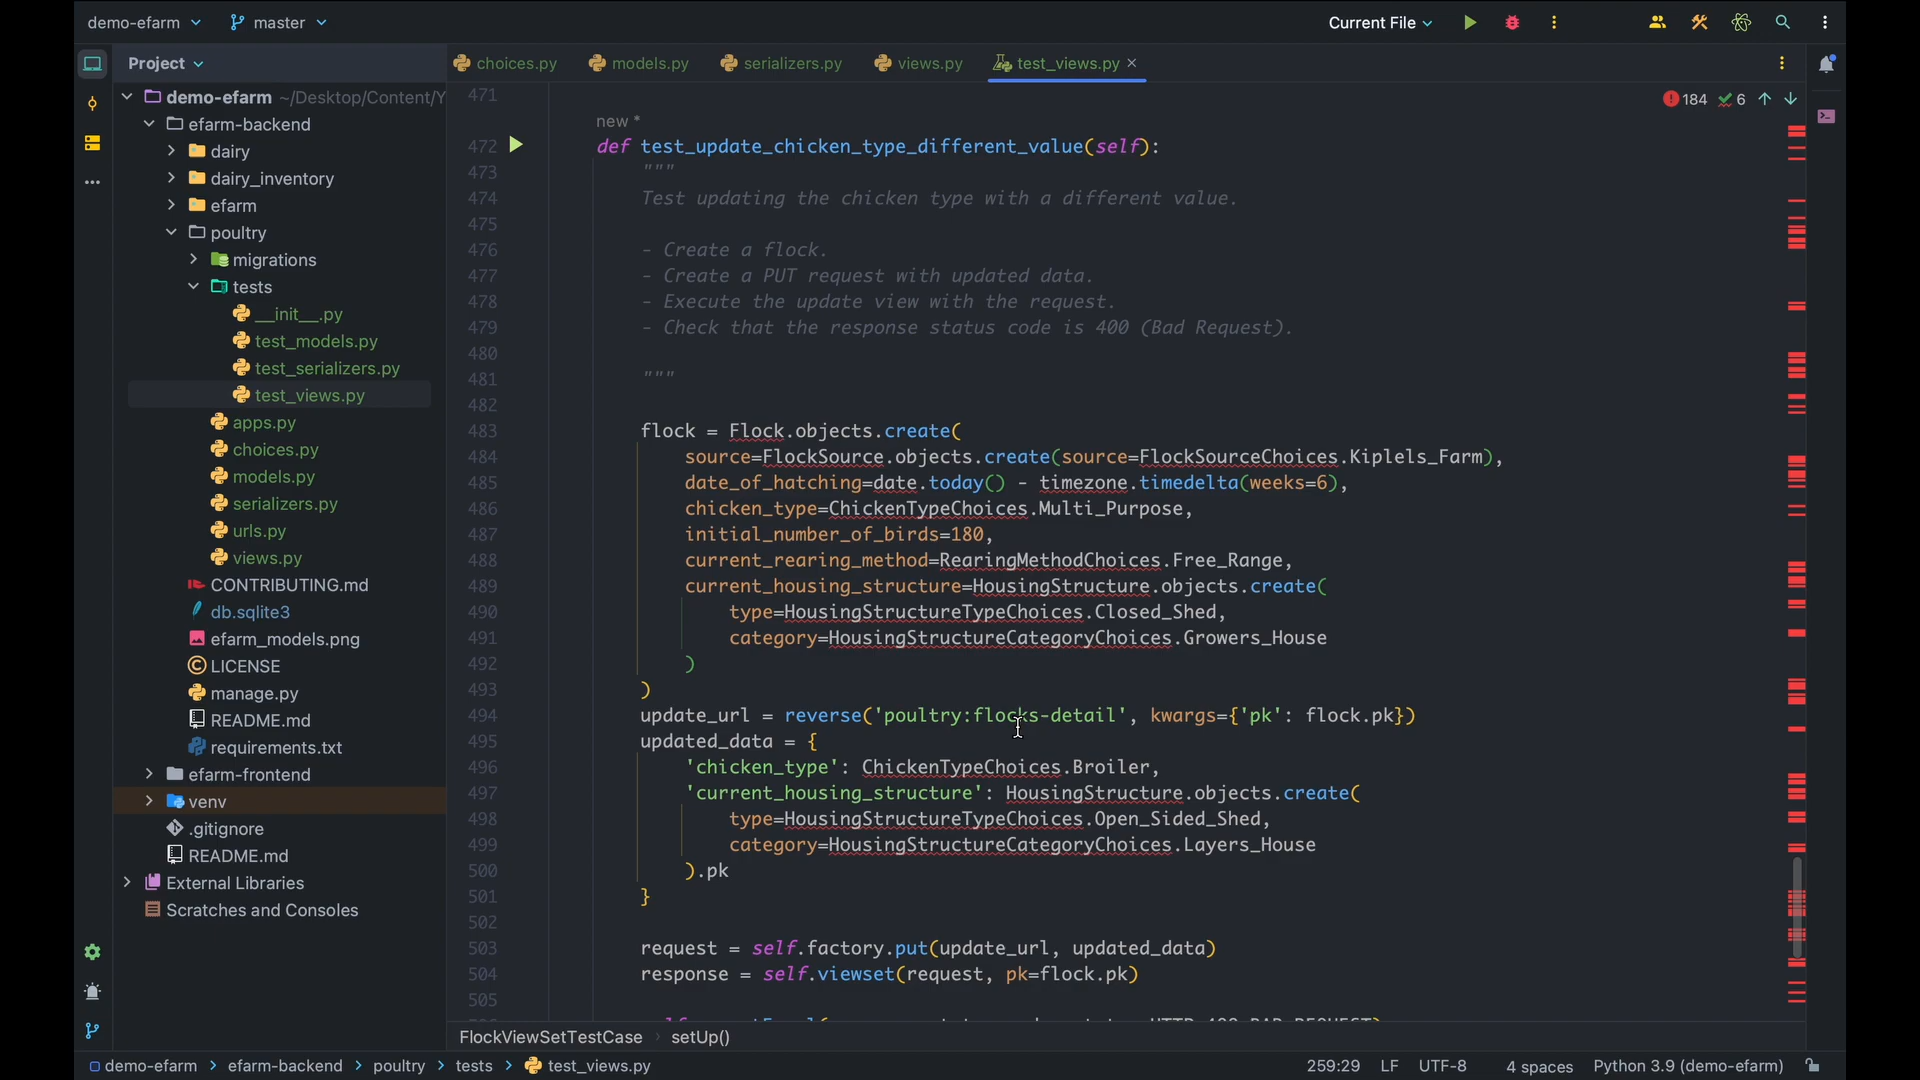 demo-efarm
master
Current File
Project
choices.py
models.py
serializers.py
views.py
test_views.py
demo-efarm ~/Desktop/Content/Y
efarm-backend
dairy
dairy_inventory
efarm
poultry
migrations
tests
__init__.py
test_models.py
test_serializers.py
test_views.py
apps.py
choices.py
models.py
serializers.py
urls.py
views.py
CONTRIBUTING.md
db.sqlite3
efarm_models.png
LICENSE
manage.py
README.md
requirements.txt
efarm-frontend
venv
.gitignore
README.md
External Libraries
Scratches and Consoles
184 6
471
new *
472 def test_update_chicken_type_different_value(self):
473 """
474 Test updating the chicken type with a different value.
475
476 - Create a flock.
477 - Create a PUT request with updated data.
478 - Execute the update view with the request.
479 - Check that the response status code is 400 (Bad Request).
480
481 """
482
483 flock = Flock.objects.create(
484 source=FlockSource.objects.create(source=FlockSourceChoices.Kiplels_Farm),
485 date_of_hatching=date.today() - timezone.timedelta(weeks=6),
486 chicken_type=ChickenTypeChoices.Multi_Purpose,
487 initial_number_of_birds=180,
488 current_rearing_method=RearingMethodChoices.Free_Range,
489 current_housing_structure=HousingStructure.objects.create(
490 type=HousingStructureTypeChoices.Closed_Shed,
491 category=HousingStructureCategoryChoices.Growers_House
492 )
493 )
494 update_url = reverse('poultry:flocks-detail', kwargs={'pk': flock.pk})
495 updated_data = {
496 'chicken_type': ChickenTypeChoices.Broiler,
497 'current_housing_structure': HousingStructure.objects.create(
498 type=HousingStructureTypeChoices.Open_Sided_Shed,
499 category=HousingStructureCategoryChoices.Layers_House
500 ).pk
501 }
502
503 request = self.factory.put(update_url, updated_data)
504 response = self.viewset(request, pk=flock.pk)
505
FlockViewSetTestCase setUp()
demo-efarm efarm-backend poultry tests test_views.py
259:29 LF UTF-8 4 spaces Python 3.9 (demo-efarm)